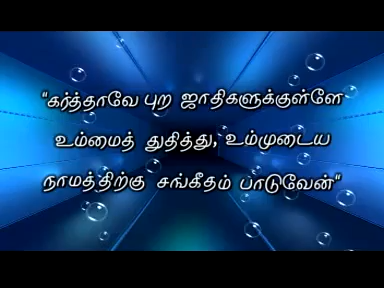 "கர்த்தாவே புற ஜாதிகளுக்குள்ளே
உம்மைத் துதித்து, உம்முடைய
நாமத்திற்கு சங்கீதம் பாடுவேன்"